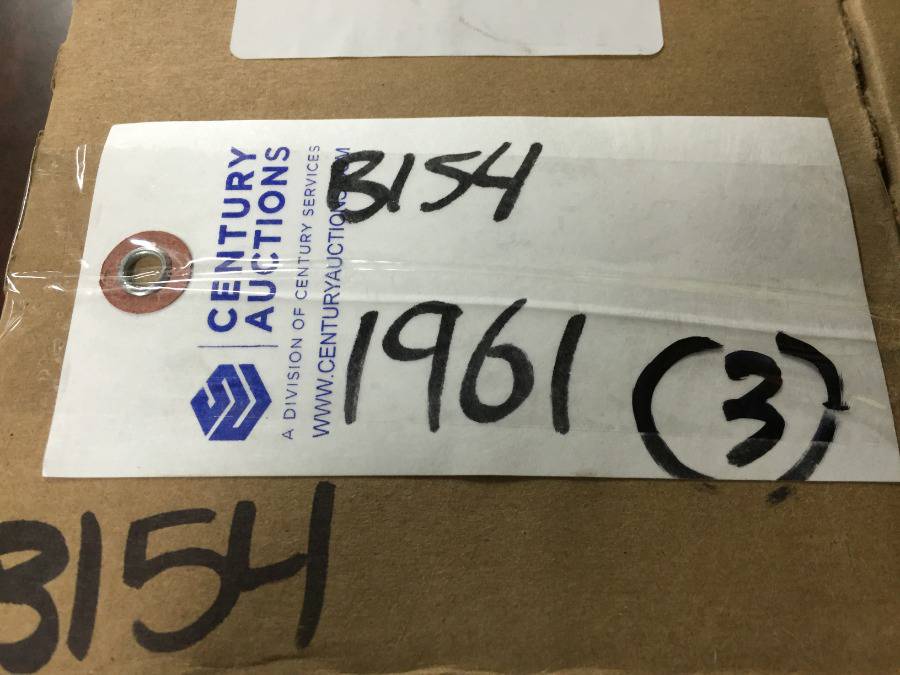 CENTURY
AUCTIONS
A DIVISION OF CENTURY SERVICES
WWW.CENTURYAUCTIONS.COM
B154
1961
(3)
B154